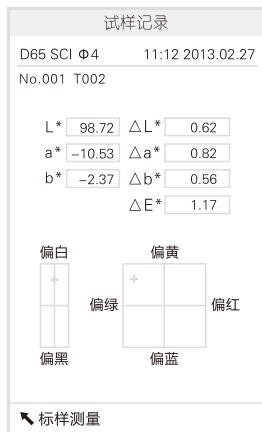 试样记录
D65 SCI Φ4 11:12 2013.02.27
No.001 T002
L* 98.72 △L* 0.62
a* −10.53 △a* 0.82
b* −2.37 △b* 0.56
△E* 1.17
偏白 偏黄
偏绿 偏红
偏黑 偏蓝
标样测量